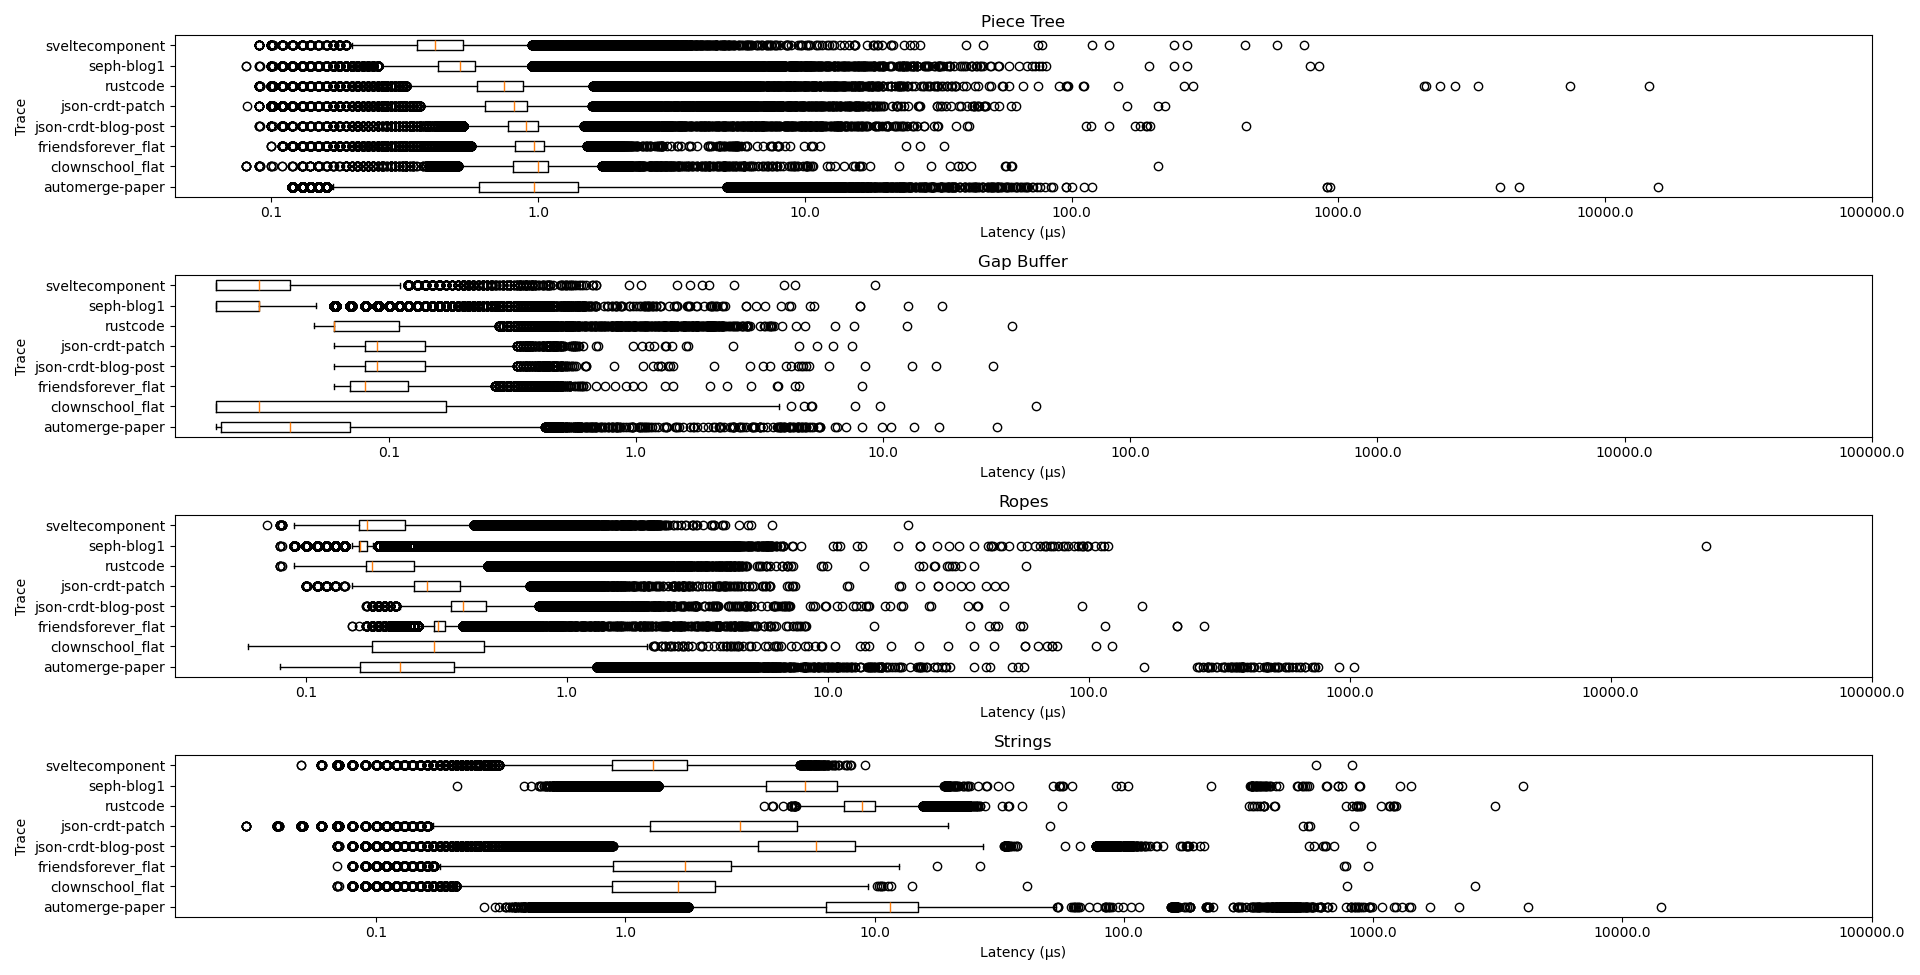 Piece Tree
Trace
sveltecomponent
seph-blog1
rustcode
json-crdt-patch
json-crdt-blog-post
friendsforever_flat
clownschool_flat
automerge-paper
0.1 1.0 10.0 100.0 1000.0 10000.0 100000.0
Latency (µs)
Gap Buffer
Trace
sveltecomponent
seph-blog1
rustcode
json-crdt-patch
json-crdt-blog-post
friendsforever_flat
clownschool_flat
automerge-paper
0.1 1.0 10.0 100.0 1000.0 10000.0 100000.0
Latency (µs)
Ropes
Trace
sveltecomponent
seph-blog1
rustcode
json-crdt-patch
json-crdt-blog-post
friendsforever_flat
clownschool_flat
automerge-paper
0.1 1.0 10.0 100.0 1000.0 10000.0 100000.0
Latency (µs)
Strings
Trace
sveltecomponent
seph-blog1
rustcode
json-crdt-patch
json-crdt-blog-post
friendsforever_flat
clownschool_flat
automerge-paper
0.1 1.0 10.0 100.0 1000.0 10000.0 100000.0
Latency (µs)